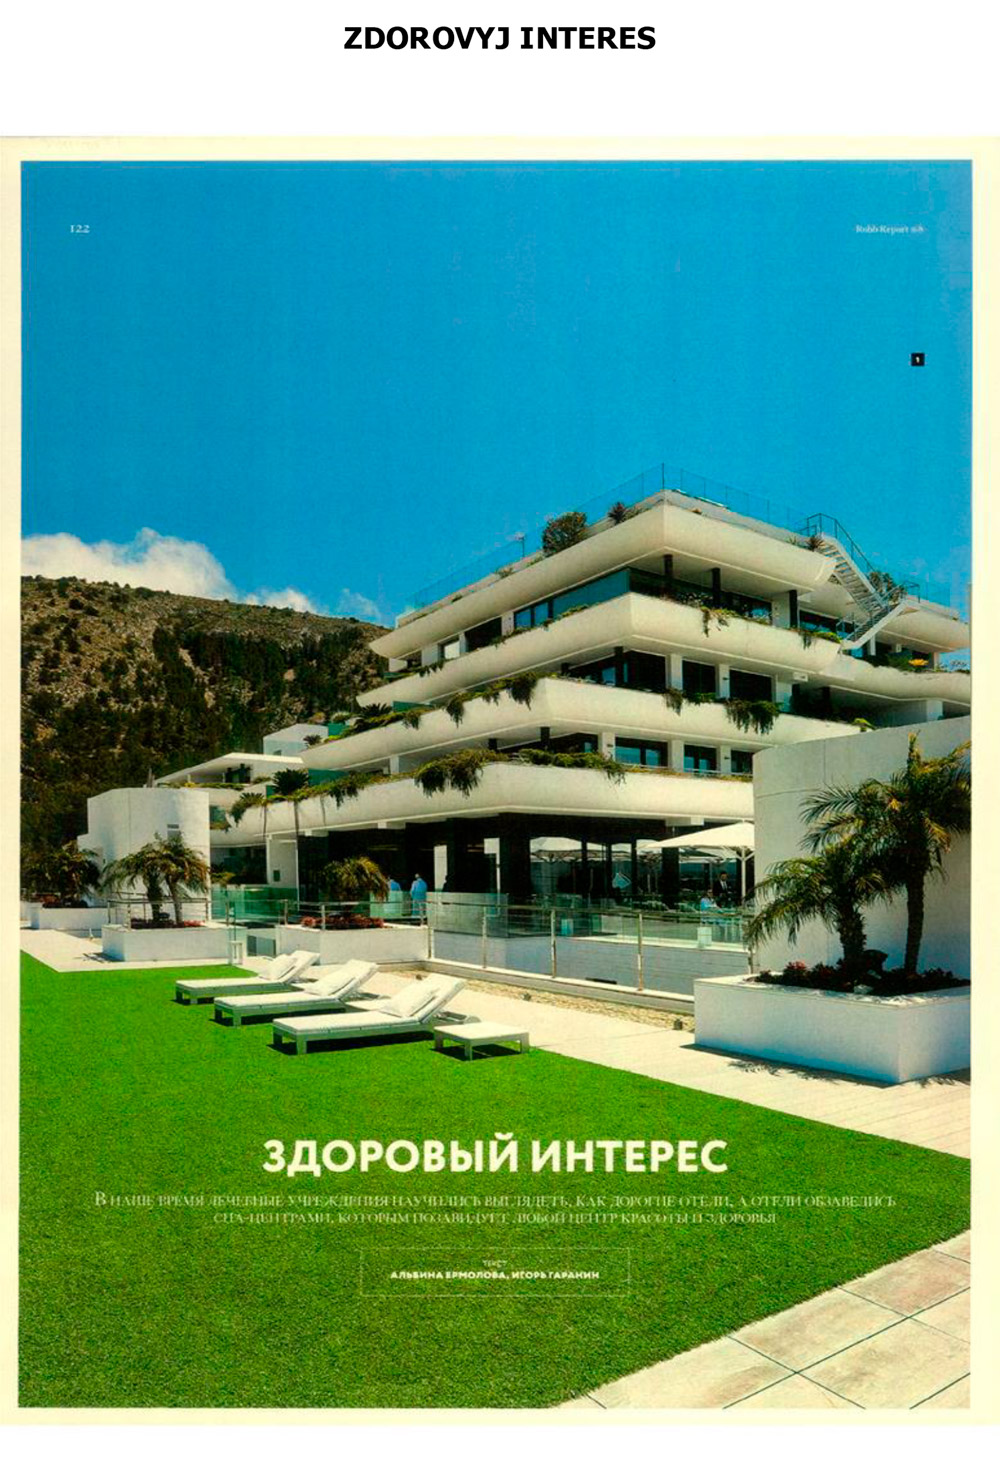 ZDOROVYJ INTERES
122
Robb Report
1
ЗДОРОВЫЙ ИНТЕРЕС
В НАШЕ ВРЕМЯ ЛЕЧЕБНЫЕ УЧРЕЖДЕНИЯ НАУЧИЛИСЬ ВЫГЛЯДЕТЬ, КАК ДОРОГИЕ ОТЕЛИ, А ОТЕЛИ ОБЗАВЕЛИСЬ
СПА-ЦЕНТРАМИ, КОТОРЫМ ПОЗАВИДУЕТ ЛЮБОЙ ЦЕНТР КРАСОТЫ И ЗДОРОВЬЯ
ТЕКСТ
АЛЬБИНА ЕРМОЛОВА, ИГОРЬ ГАРАНИН